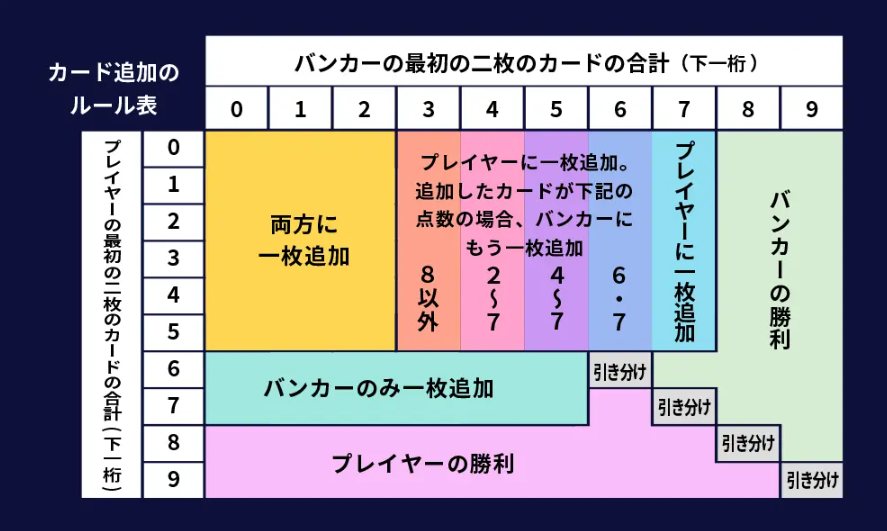 カード追加の
ルール表
バンカーの最初の二枚のカードの合計（下一桁）
0 1 2 3 4 5 6 7 8 9
プレイヤーの最初の二枚のカードの合計(下一桁)
0
1
2
3
4
5
6
7
8
9
両方に
一枚追加
プレイヤーに一枚追加。
追加したカードが下記の
点数の場合、バンカーに
もう一枚追加
8以外
2〜7
4〜7
6・7
プレイヤーに一枚追加
バンカーの勝利
バンカーのみ一枚追加
引き分け
引き分け
引き分け
引き分け
プレイヤーの勝利